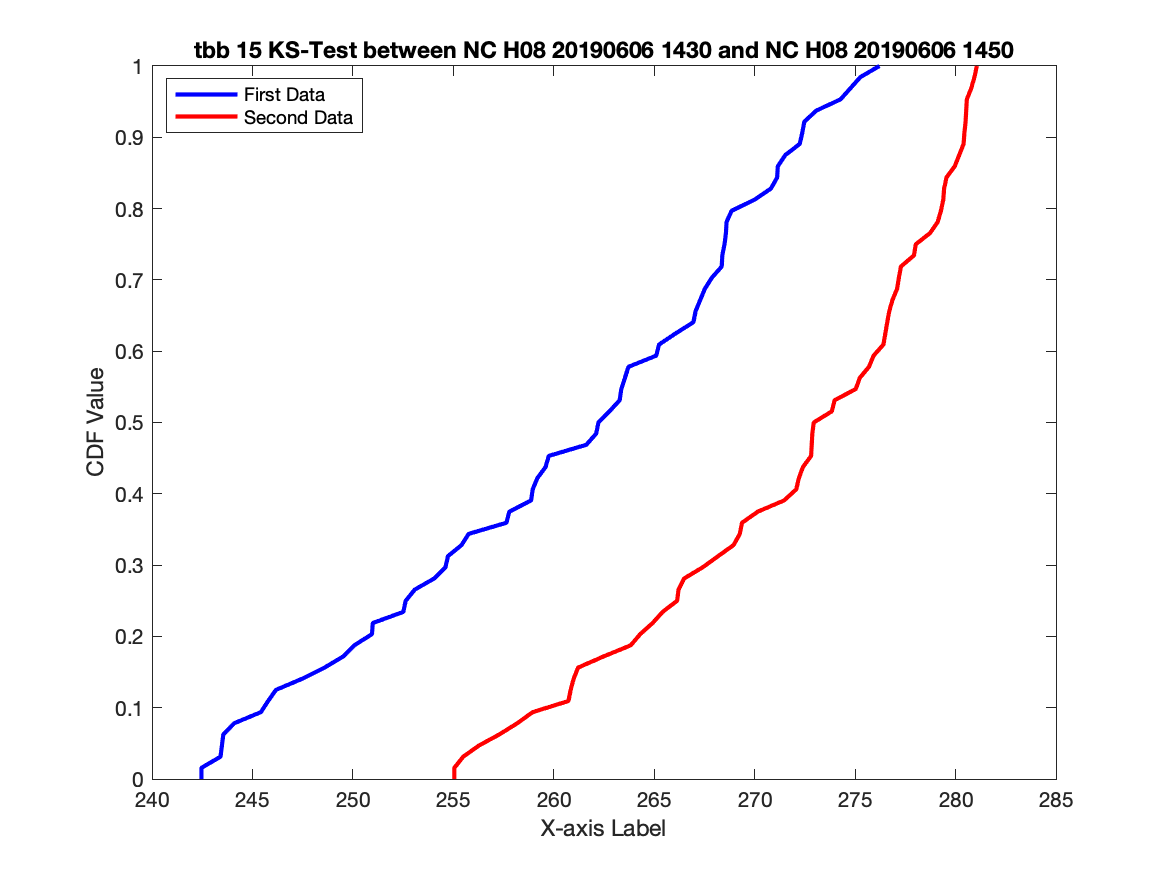 tbb 15 KS-Test between NC H08 20190606 1430 and NC H08 20190606 1450
First Data
Second Data
1
0.9
0.8
0.7
0.6
0.5
0.4
0.3
0.2
0.1
0
CDF Value
240 245 250 255 260 265 270 275 280 285
X-axis Label